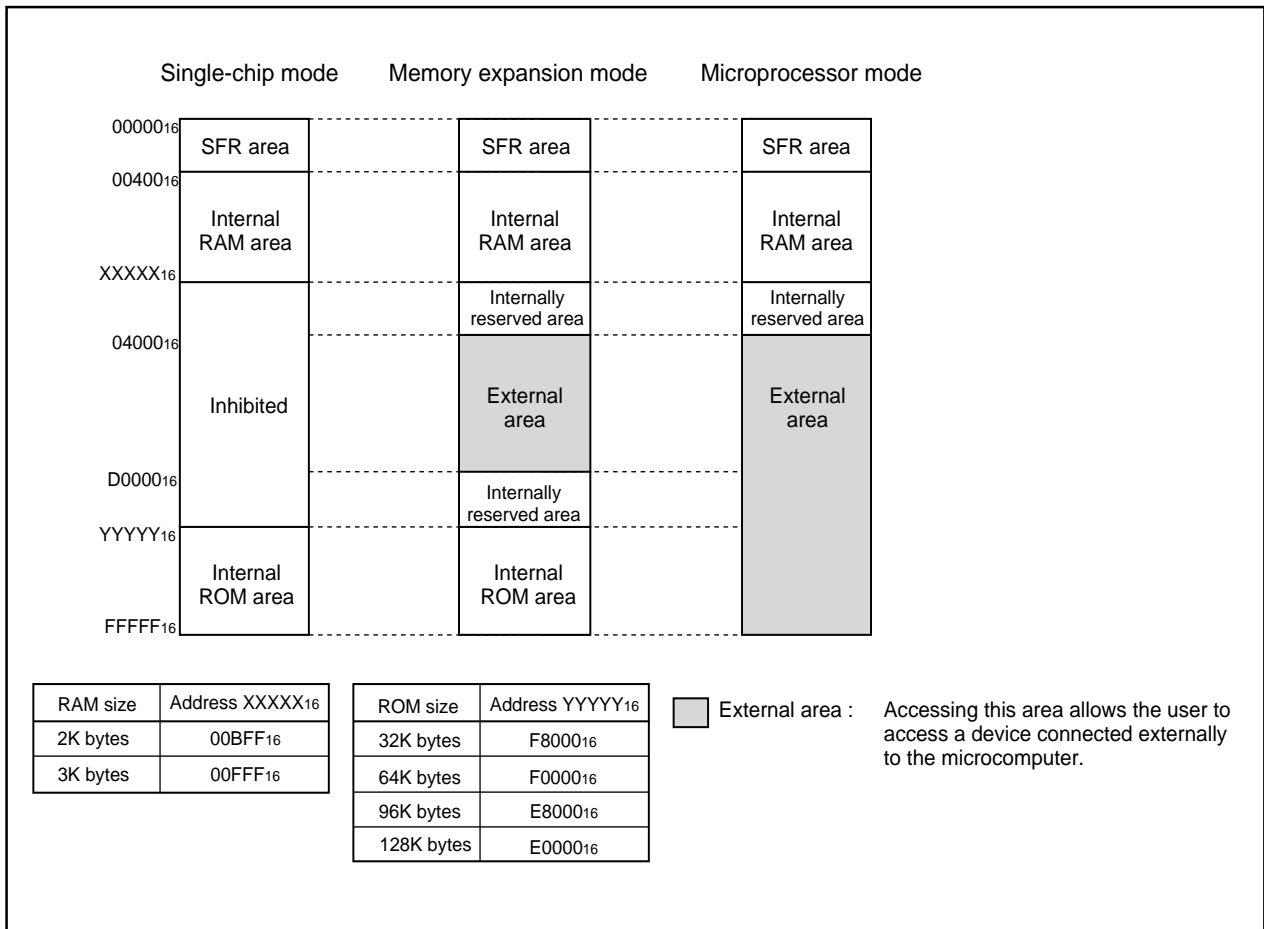 Single-chip mode Memory expansion mode Microprocessor mode
0000016
SFR area SFR area SFR area
0040016
Internal RAM area Internal RAM area Internal RAM area
XXXXX16
Internally reserved area Internally reserved area
0400016
Inhibited
External area External area
D000016
Internally reserved area
YYYYY16
Internal ROM area Internal ROM area
FFFFF16
RAM size Address XXXXX16
2K bytes 00BFF16
3K bytes 00FFF16
ROM size Address YYYYY16
32K bytes F800016
64K bytes F000016
96K bytes E800016
128K bytes E000016
External area : Accessing this area allows the user to
access a device connected externally
to the microcomputer.